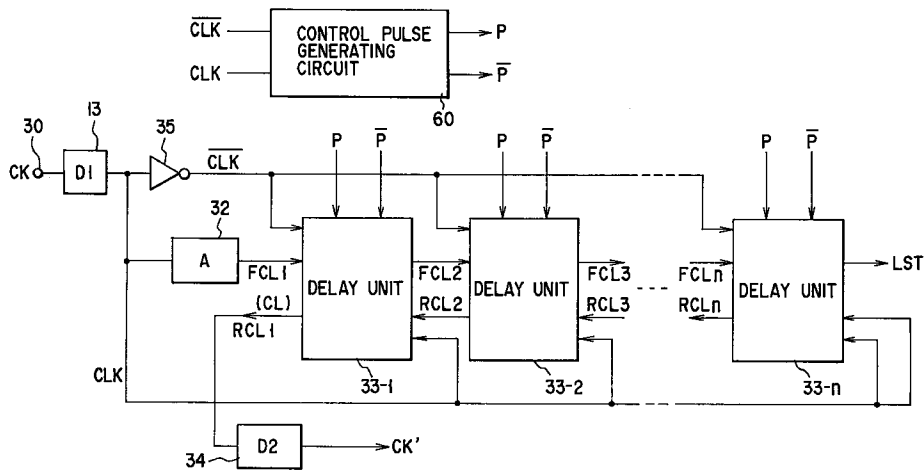 CLK
CONTROL PULSE
GENERATING
CIRCUIT
P
CLK
P
60
30
13
35
CK
D1
CLK
P
P
P
P
P
P
32
A
FCL1
DELAY UNIT
FCL2
DELAY UNIT
FCL3
FCLn
DELAY UNIT
LST
(CL)
RCL1
RCL2
RCL3
RCLn
CLK
33-1
33-2
33-n
34
D2
CK'